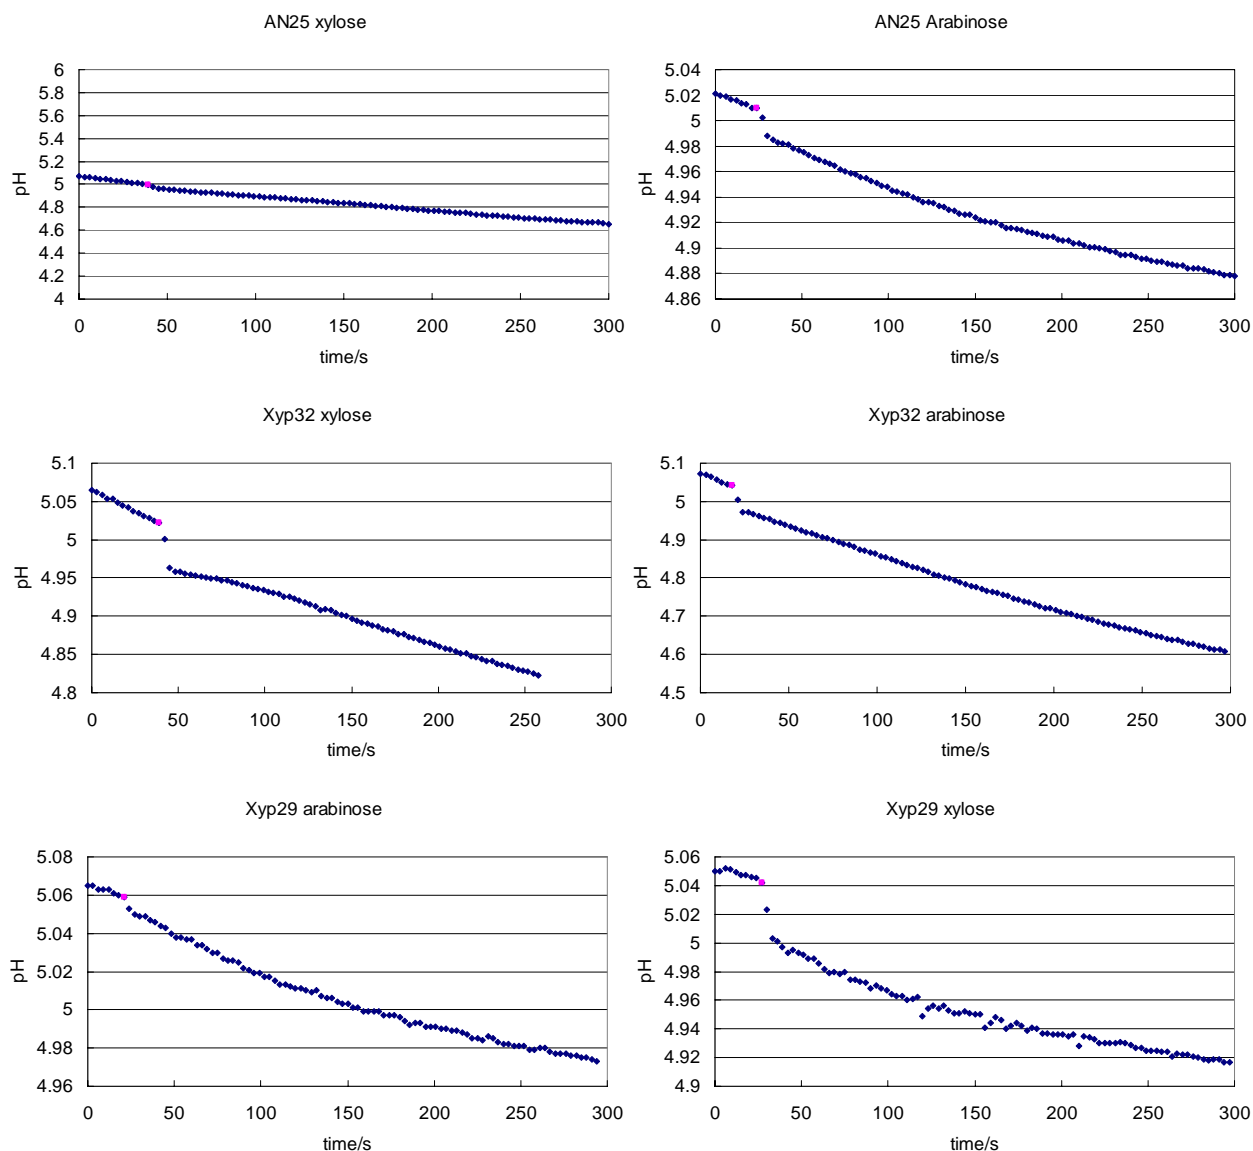 AN25 xylose
6
5.8
5.6
5.4
5.2
5
4.8
4.6
4.4
4.2
4
pH
0 50 100 150 200 250 300
time/s
AN25 Arabinose
5.04
5.02
5
4.98
4.96
4.94
4.92
4.9
4.88
4.86
pH
0 50 100 150 200 250 300
time/s
Xyp32 xylose
5.1
5.05
5
4.95
4.9
4.85
4.8
pH
0 50 100 150 200 250 300
time/s
Xyp32 arabinose
5.1
5
4.9
4.8
4.7
4.6
4.5
pH
0 50 100 150 200 250 300
time/s
Xyp29 arabinose
5.08
5.06
5.04
5.02
5
4.98
4.96
pH
0 50 100 150 200 250 300
time/s
Xyp29 xylose
5.06
5.04
5.02
5
4.98
4.96
4.94
4.92
4.9
pH
0 50 100 150 200 250 300
time/s